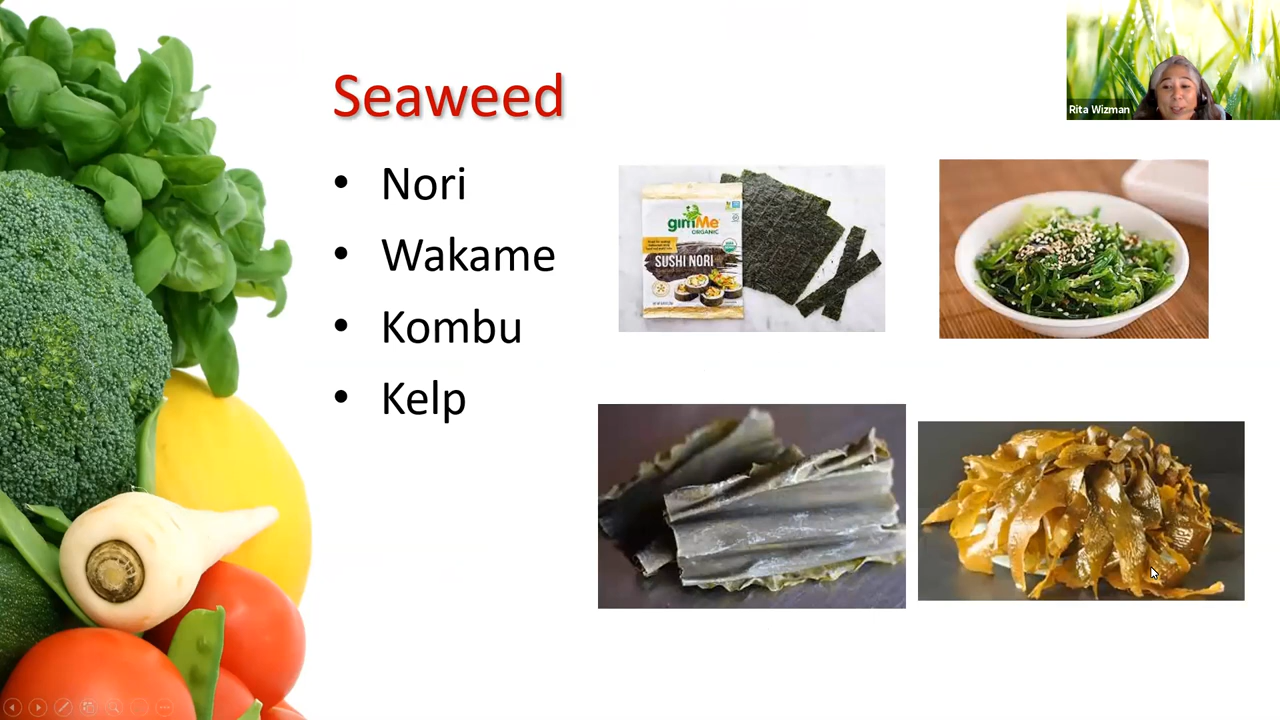 Seaweed
Rita Wizman
• Nori
• Wakame
• Kombu
• Kelp
gimMe
ORGANIC
SUSHI NORI